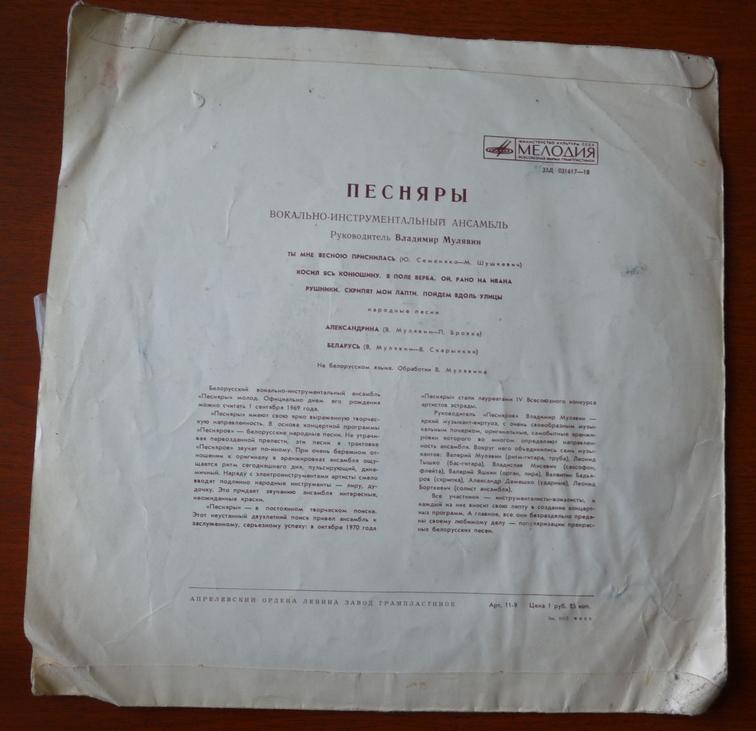 МИНИСТЕРСТВО КУЛЬТУРЫ СССР
МЕЛОДИЯ
ВСЕСОЮЗНАЯ ФИРМА ГРАМПЛАСТИНОК
33Д 031617—18
ПЕСНЯРЫ
ВОКАЛЬНО-ИНСТРУМЕНТАЛЬНЫЙ АНСАМБЛЬ
Руководитель Владимир Мулявин
ТЫ МНЕ ВЕСНОЮ ПРИСНИЛАСЬ (Ю. Семеняко—М. Шушкевич)
КОСИЛ ЯСЬ КОНЮШИНУ. В ПОЛЕ ВЕРБА. ОЙ, РАНО НА ИВАНА
РУШНИКИ. СКРИПЯТ МОИ ЛАПТИ. ПОЙДЕМ ВДОЛЬ УЛИЦЫ
народные песни
АЛЕКСАНДРИНА (В. Мулявин—П. Бровка)
БЕЛАРУСЬ (В. Мулявин—В. Скарынкин)
На белорусском языке. Обработки В. Мулявина
Белорусский вокально-инструментальный ансамбль
«Песняры» молод. Официально днем его рождения
можно считать 1 сентября 1969 года.
«Песняры» имеют свою ярко выраженную творчес-
кую направленность. В основе концертной программы
«Песняров» — белорусские народные песни. Не утрачи-
вая первозданной прелести, эти песни в трактовке
«Песняров» звучат по-иному. При очень бережном от-
ношении к оригиналу в аранжировках ансамбля ощу-
щается ритм сегодняшнего дня, пульсирующий, дина-
мичный. Наряду с электроинструментами артисты смело
вводят подлинно народные инструменты — лиру, ду-
дочку. Это придает звучанию ансамбля интересные,
неожиданные краски.
«Песняры» — в постоянном творческом поиске.
Этот неустанный двухлетний поиск привел ансамбль к
заслуженному, серьезному успеху: в октябре 1970 года
«Песняры» стали лауреатами IV Всесоюзного конкурса
артистов эстрады.
Руководитель «Песняров» Владимир Мулявин —
яркий музыкант-виртуоз, с очень своеобразным музы-
кальным почерком, оригинальные, самобытные аранжи-
ровки которого во многом определяют направлен-
ность ансамбля. Вокруг него объединились семь музы-
кантов: Валерий Мулявин (ритм-гитара, труба), Леонид
Тышко (бас-гитара), Владислав Мисевич (саксофон,
флейта), Валерий Яшкин (орган, лира), Валентин Бадья-
ров (скрипка), Александр Демешко (ударные), Леонид
Борткевич (солист ансамбля).
Все участники — инструменталисты-вокалисты, и
каждый из них вносит свою лепту в создание концерт-
ных программ. А главное, все они безраздельно преда-
ны своему любимому делу — популяризации прекрас-
ных белорусских песен.
АПРЕЛЕВСКИЙ ОРДЕНА ЛЕНИНА ЗАВОД ГРАМПЛАСТИНОК
Арт. 11-9 Цена 1 руб. 85 коп.